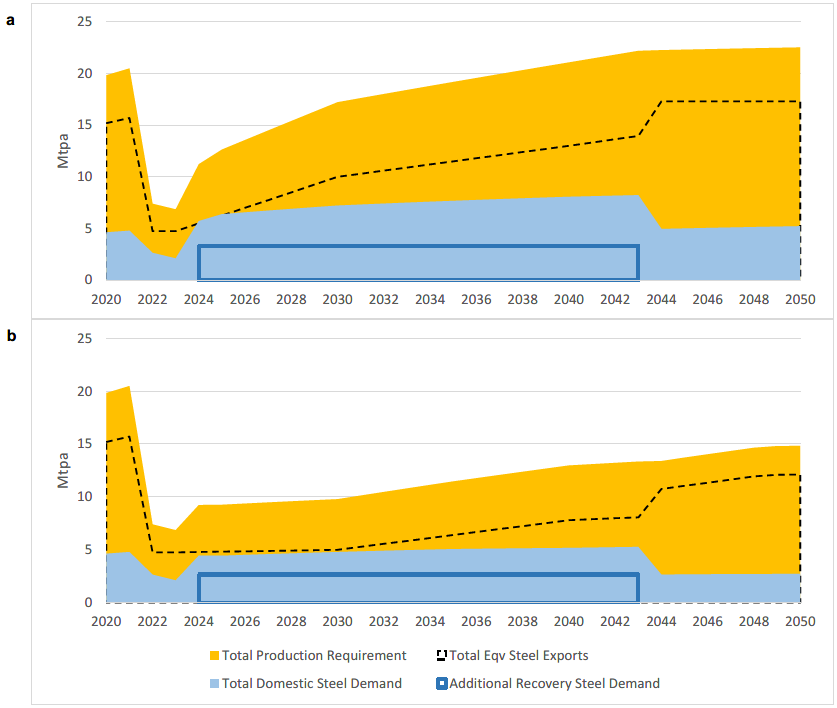 a
25
20
15
10
5
0
Mtpa
2020 2022 2024 2026 2028 2030 2032 2034 2036 2038 2040 2042 2044 2046 2048 2050
b
25
20
15
10
5
0
Mtpa
2020 2022 2024 2026 2028 2030 2032 2034 2036 2038 2040 2042 2044 2046 2048 2050
Total Production Requirement Total Eqv Steel Exports
Total Domestic Steel Demand Additional Recovery Steel Demand